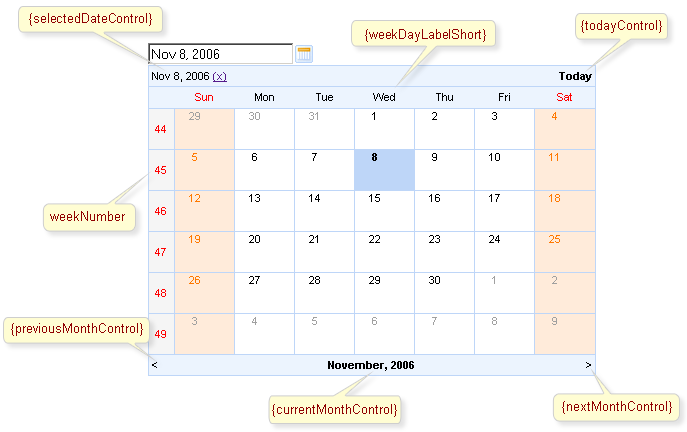 {selectedDateControl}
{weekDayLabelShort}
{todayControl}
Nov 8, 2006
Nov 8, 2006 (x) Today
Sun Mon Tue Wed Thu Fri Sat
44 29 30 31 1 2 3 4
45 5 6 7 8 9 10 11
46 12 13 14 15 16 17 18
weekNumber
47 19 20 21 22 23 24 25
48 26 27 28 29 30 1 2
49 3 4 5 6 7 8 9
{previousMonthControl}
< November, 2006 >
{currentMonthControl}
{nextMonthControl}